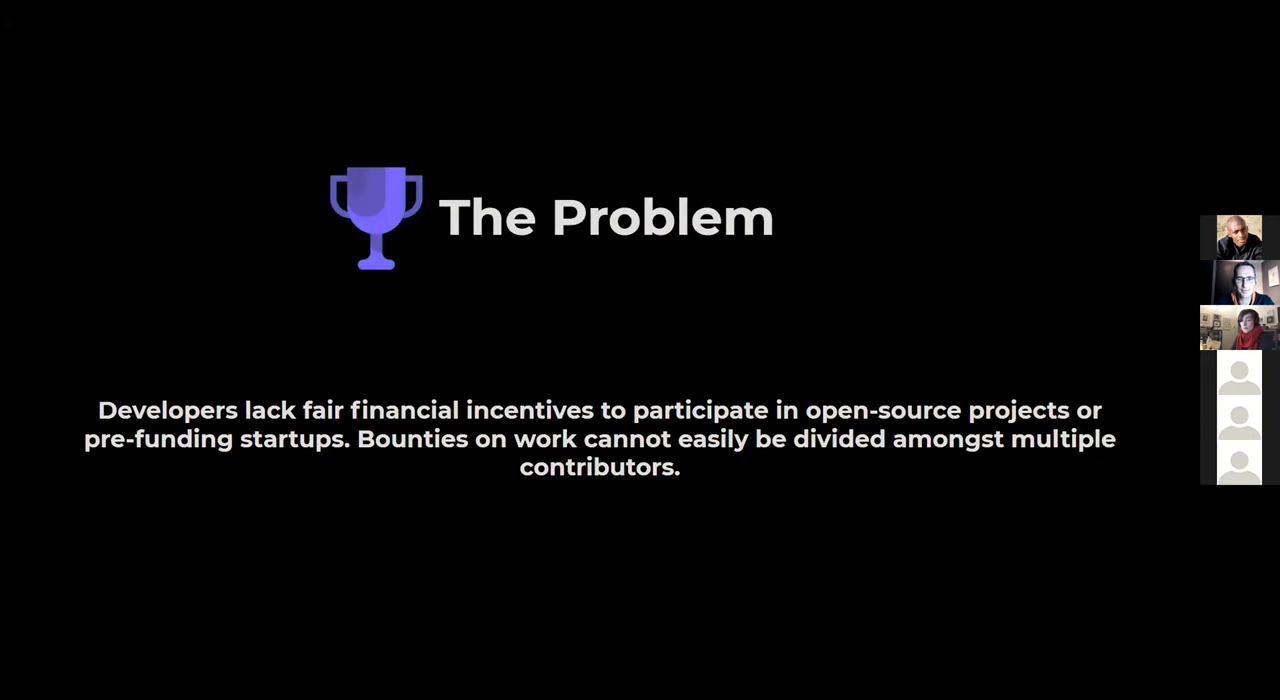 The Problem
Developers lack fair financial incentives to participate in open-source projects or
pre-funding startups. Bounties on work cannot easily be divided amongst multiple
contributors.